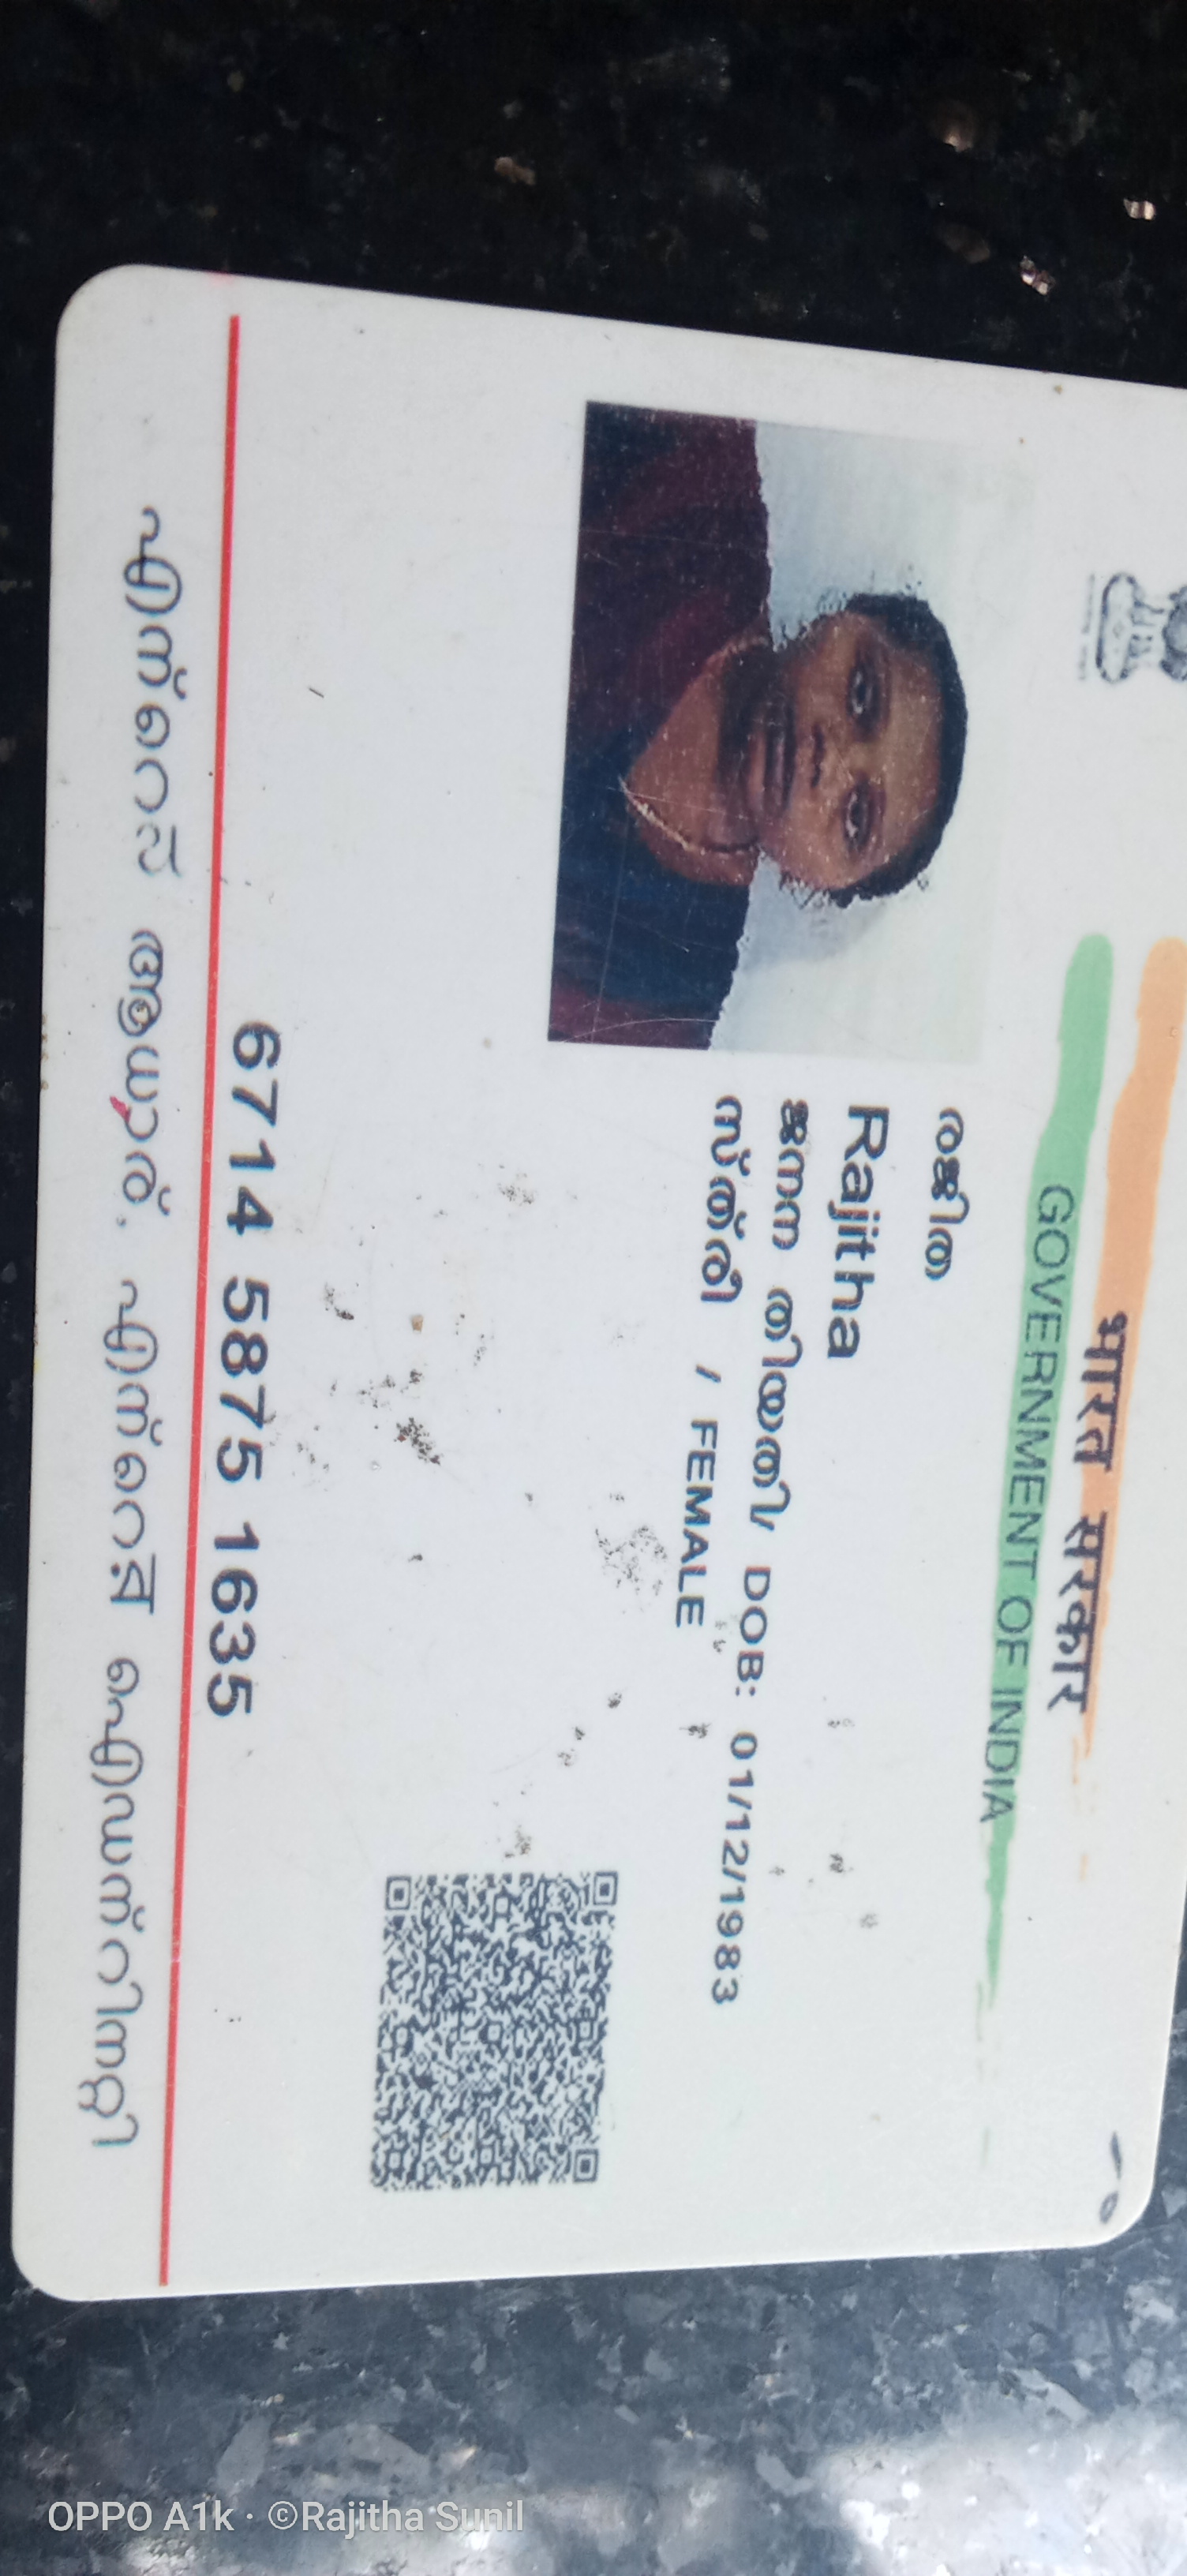 भारत सरकार
GOVERNMENT OF INDIA
രജിത
Rajitha
ജനന തിയതി/ DOB: 01/12/1983
സ്ത്രീ / FEMALE
6714 5875 1635
എന്റെ ആധാര്‍, എന്റെ
OPPO A1k · ©Rajitha Sunil